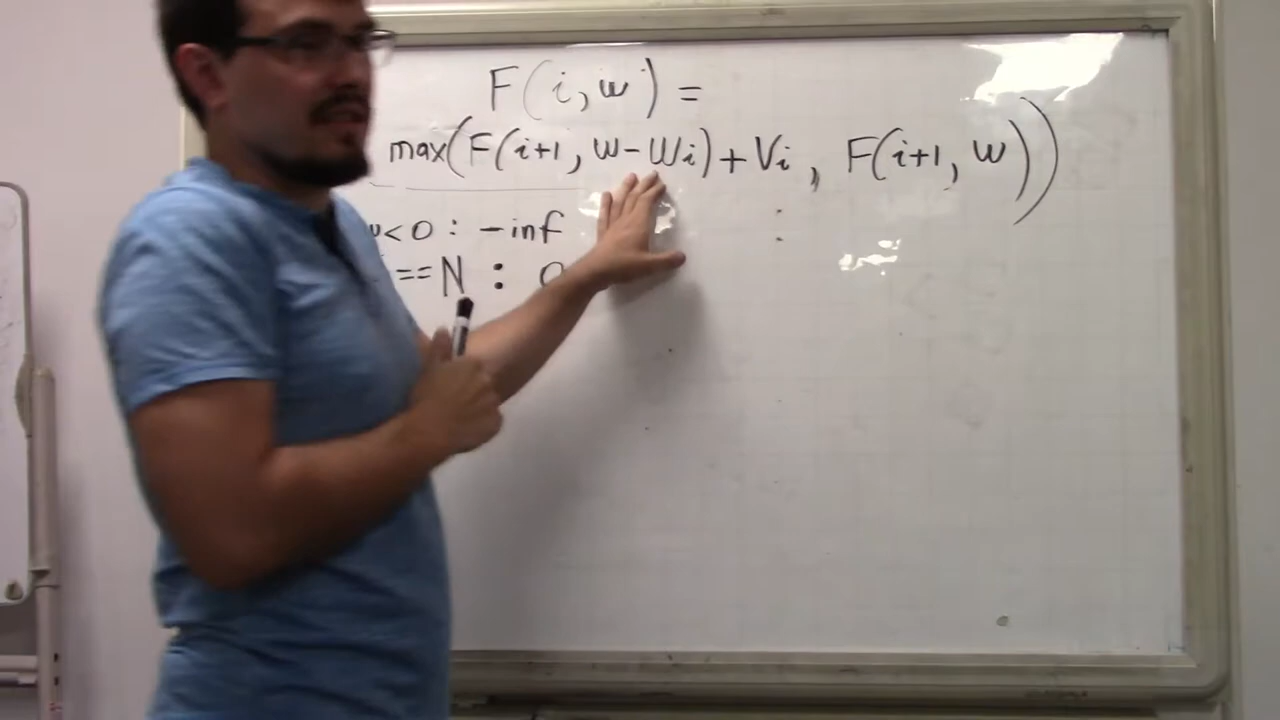 F(i, w) =
max(F(i+1, w-Wi)+Vi, F(i+1, w))
w<0 : -inf
==N : 0